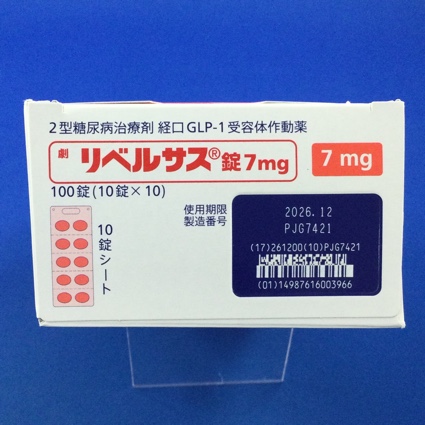 2型糖尿病治療剤 経口GLP-1受容体作動薬
劇 リベルサス®錠7mg
7 mg
100錠(10錠×10)
10錠シート
使用期限
製造番号
2026.12
PJG7421
(17)261200(10)PJG7421
(01)14987616003966